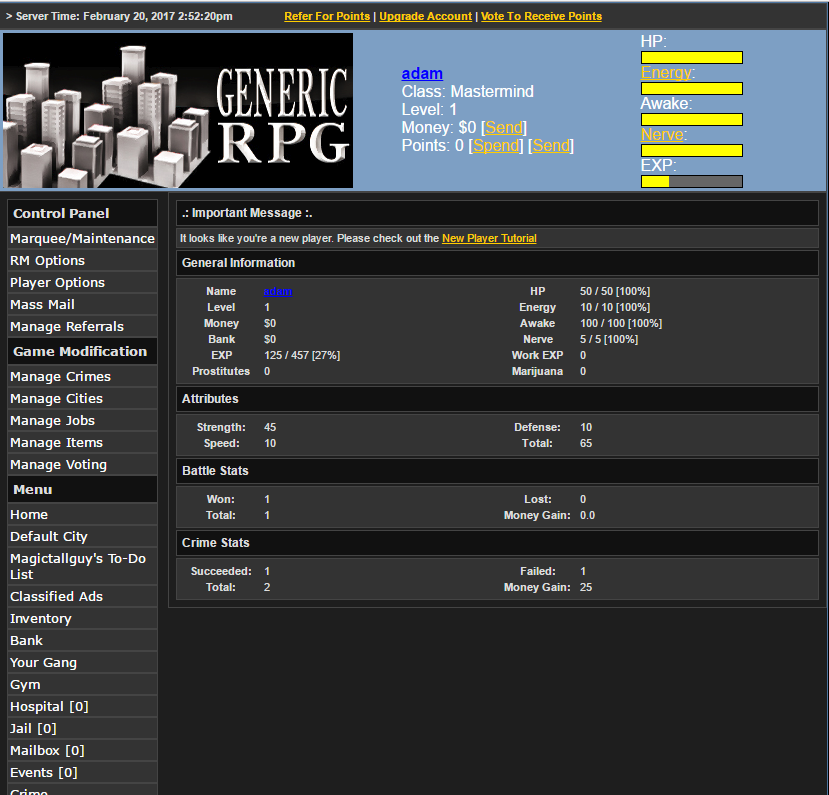 > Server Time: February 20, 2017 2:52:20pm Refer For Points | Upgrade Account | Vote To Receive Points
GENERIC
RPG
adam
Class: Mastermind
Level: 1
Money: $0 [Send]
Points: 0 [Spend] [Send]
HP:
Energy:
Awake:
Nerve:
EXP:
Control Panel
Marquee/Maintenance
RM Options
Player Options
Mass Mail
Manage Referrals
Game Modification
Manage Crimes
Manage Cities
Manage Jobs
Manage Items
Manage Voting
Menu
Home
Default City
Magictallguy's To-Do
List
Classified Ads
Inventory
Bank
Your Gang
Gym
Hospital [0]
Jail [0]
Mailbox [0]
Events [0]
Crime
.: Important Message :.
It looks like you're a new player. Please check out the New Player Tutorial
General Information
Name adam HP 50 / 50 [100%]
Level 1 Energy 10 / 10 [100%]
Money $0 Awake 100 / 100 [100%]
Bank $0 Nerve 5 / 5 [100%]
EXP 125 / 457 [27%] Work EXP 0
Prostitutes 0 Marijuana 0
Attributes
Strength: 45 Defense: 10
Speed: 10 Total: 65
Battle Stats
Won: 1 Lost: 0
Total: 1 Money Gain: 0.0
Crime Stats
Succeeded: 1 Failed: 1
Total: 2 Money Gain: 25